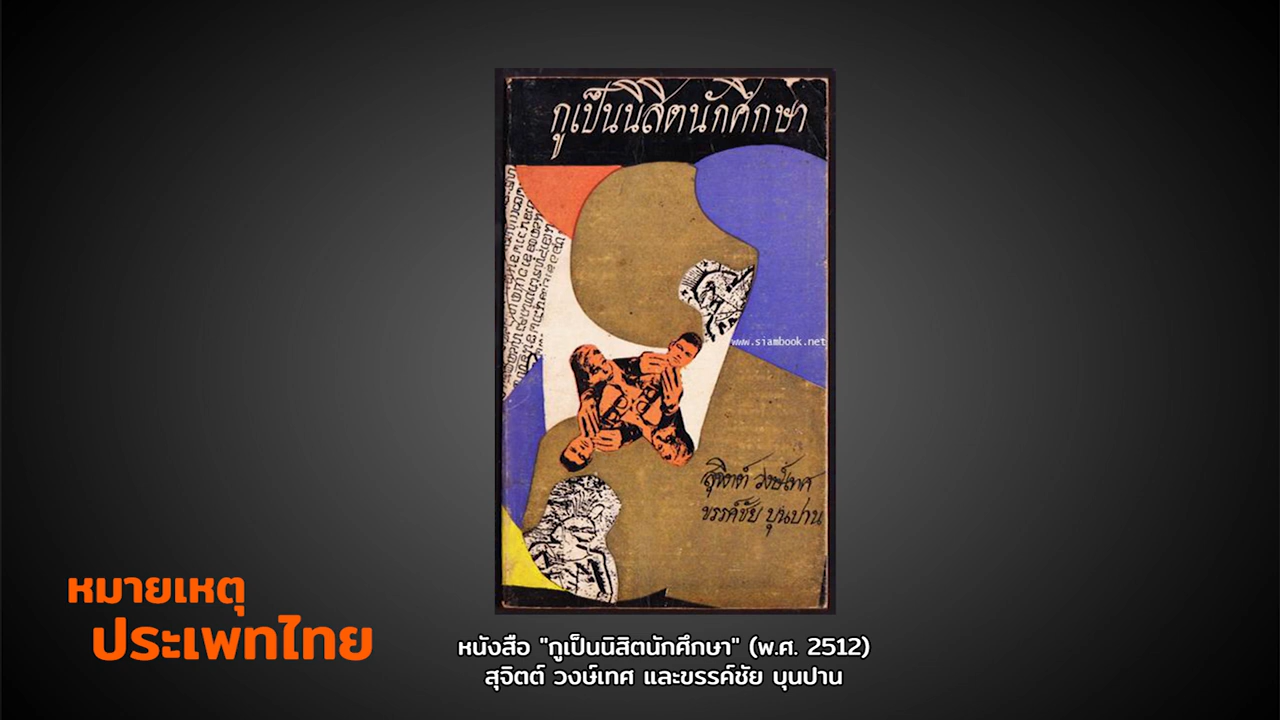 กูเป็นนิสิตนักศึกษา
www.siambook.net
สุจิตต์ วงษ์เทศ
ขรรค์ชัย บุนปาน
หมายเหตุ
ประเพทไทย
หนังสือ "กูเป็นนิสิตนักศึกษา" (พ.ศ. 2512)
สุจิตต์ วงษ์เทศ และขรรค์ชัย บุนปาน